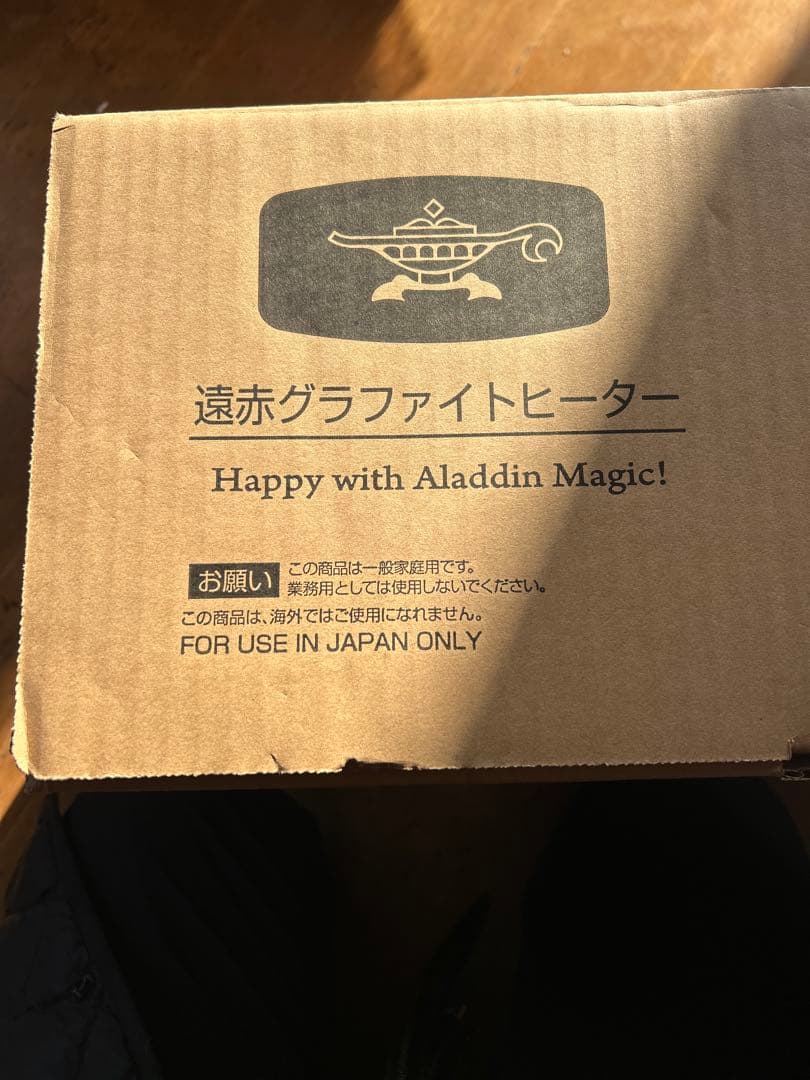 遠赤グラファイトヒーター
Happy with Aladdin Magic!
お願い
この商品は一般家庭用です。
業務用としては使用しないでください。
この商品は、海外ではご使用になれません。
FOR USE IN JAPAN ONLY